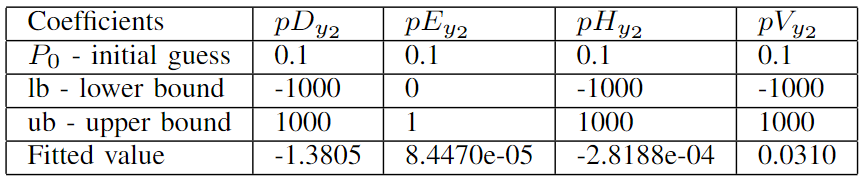 Coefficients pD_{y_2} pE_{y_2} pH_{y_2} pV_{y_2}
P_0 - initial guess 0.1 0.1 0.1 0.1
lb - lower bound -1000 0 -1000 -1000
ub - upper bound 1000 1 1000 1000
Fitted value -1.3805 8.4470e-05 -2.8188e-04 0.0310